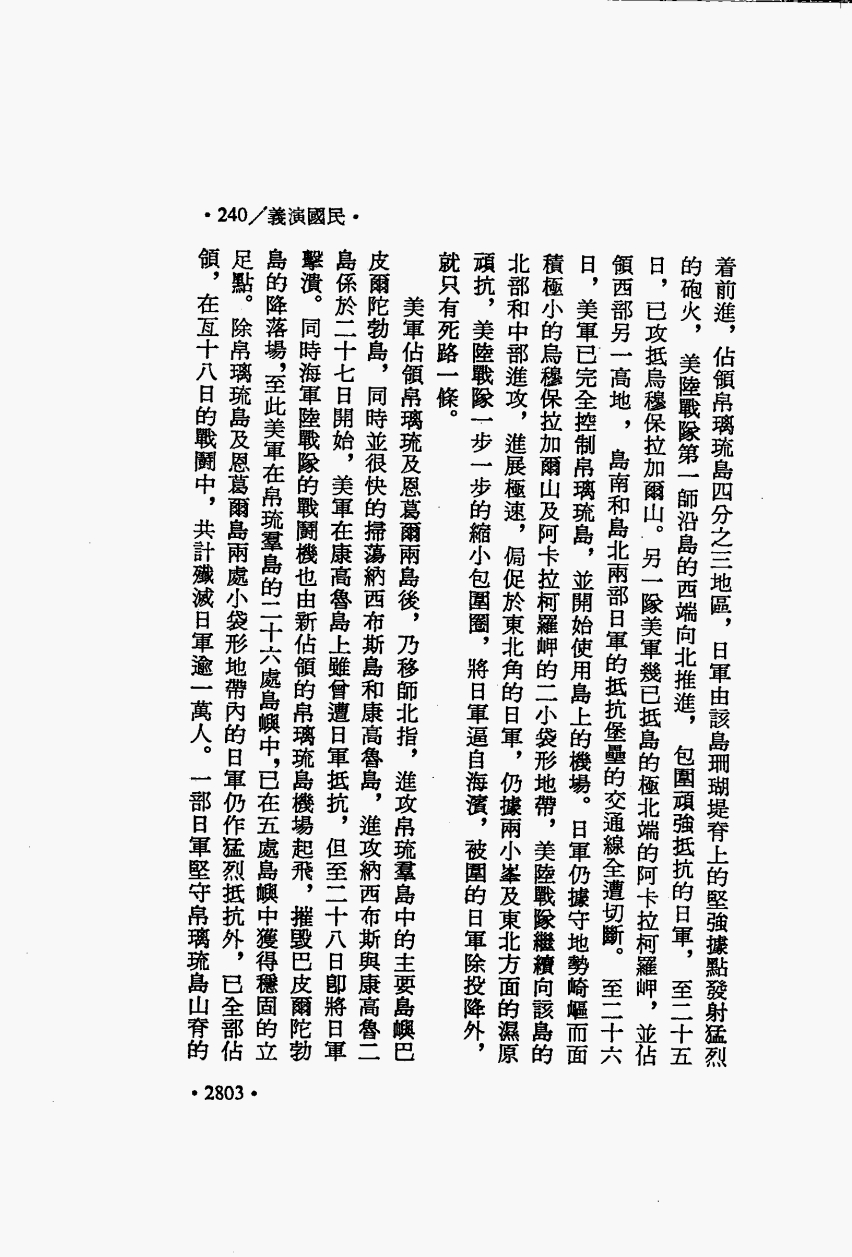 •240／義演國民•
着前進，佔領帛璃琉島四分之三地區，日軍由該島珊瑚堤脊上的堅強據點發射猛烈
的砲火，美陸戰隊第一師沿島的西端向北推進，包圍頑強抵抗的日軍，至二十五
日，已攻抵烏穆保拉加爾山。另一隊美軍幾已抵島的極北端的阿卡拉柯羅岬，並佔
領西部另一高地，島南和島北兩部日軍的抵抗堡壘的交通線全遭切斷。至二十六
日，美軍已完全控制帛璃琉島，並開始使用島上的機場。日軍仍據守地勢崎嶇而面
積極小的烏穆保拉加爾山及阿卡拉柯羅岬的二小袋形地帶，美陸戰隊繼續向該島的
北部和中部進攻，進展極速，侷促於東北角的日軍，仍據兩小峯及東北方面的濕原
頑抗，美陸戰隊一步一步的縮小包圍圈，將日軍逼自海濱，被圍的日軍除投降外，
就只有死路一條。
美軍佔領帛璃琉及恩葛爾兩島後，乃移師北指，進攻帛琉羣島中的主要島嶼巴
皮爾陀勃島，同時並很快的掃蕩納西布斯島和康高魯島，進攻納西布斯與康高魯二
島係於二十七日開始，美軍在康高魯島上雖曾遭日軍抵抗，但至二十八日卽將日軍
擊潰。同時海軍陸戰隊的戰鬭機也由新佔領的帛璃琉島機場起飛，摧毀巴皮爾陀勃
島的降落場，至此美軍在帛琉羣島的二十六處島嶼中，已在五處島嶼中獲得穩固的立
足點。除帛璃琉島及恩葛爾島兩處小袋形地帶內的日軍仍作猛烈抵抗外，已全部佔
領，在亙十八日的戰鬭中，共計殲滅日軍逾一萬人。一部日軍堅守帛璃琉島山脊的
•2803•